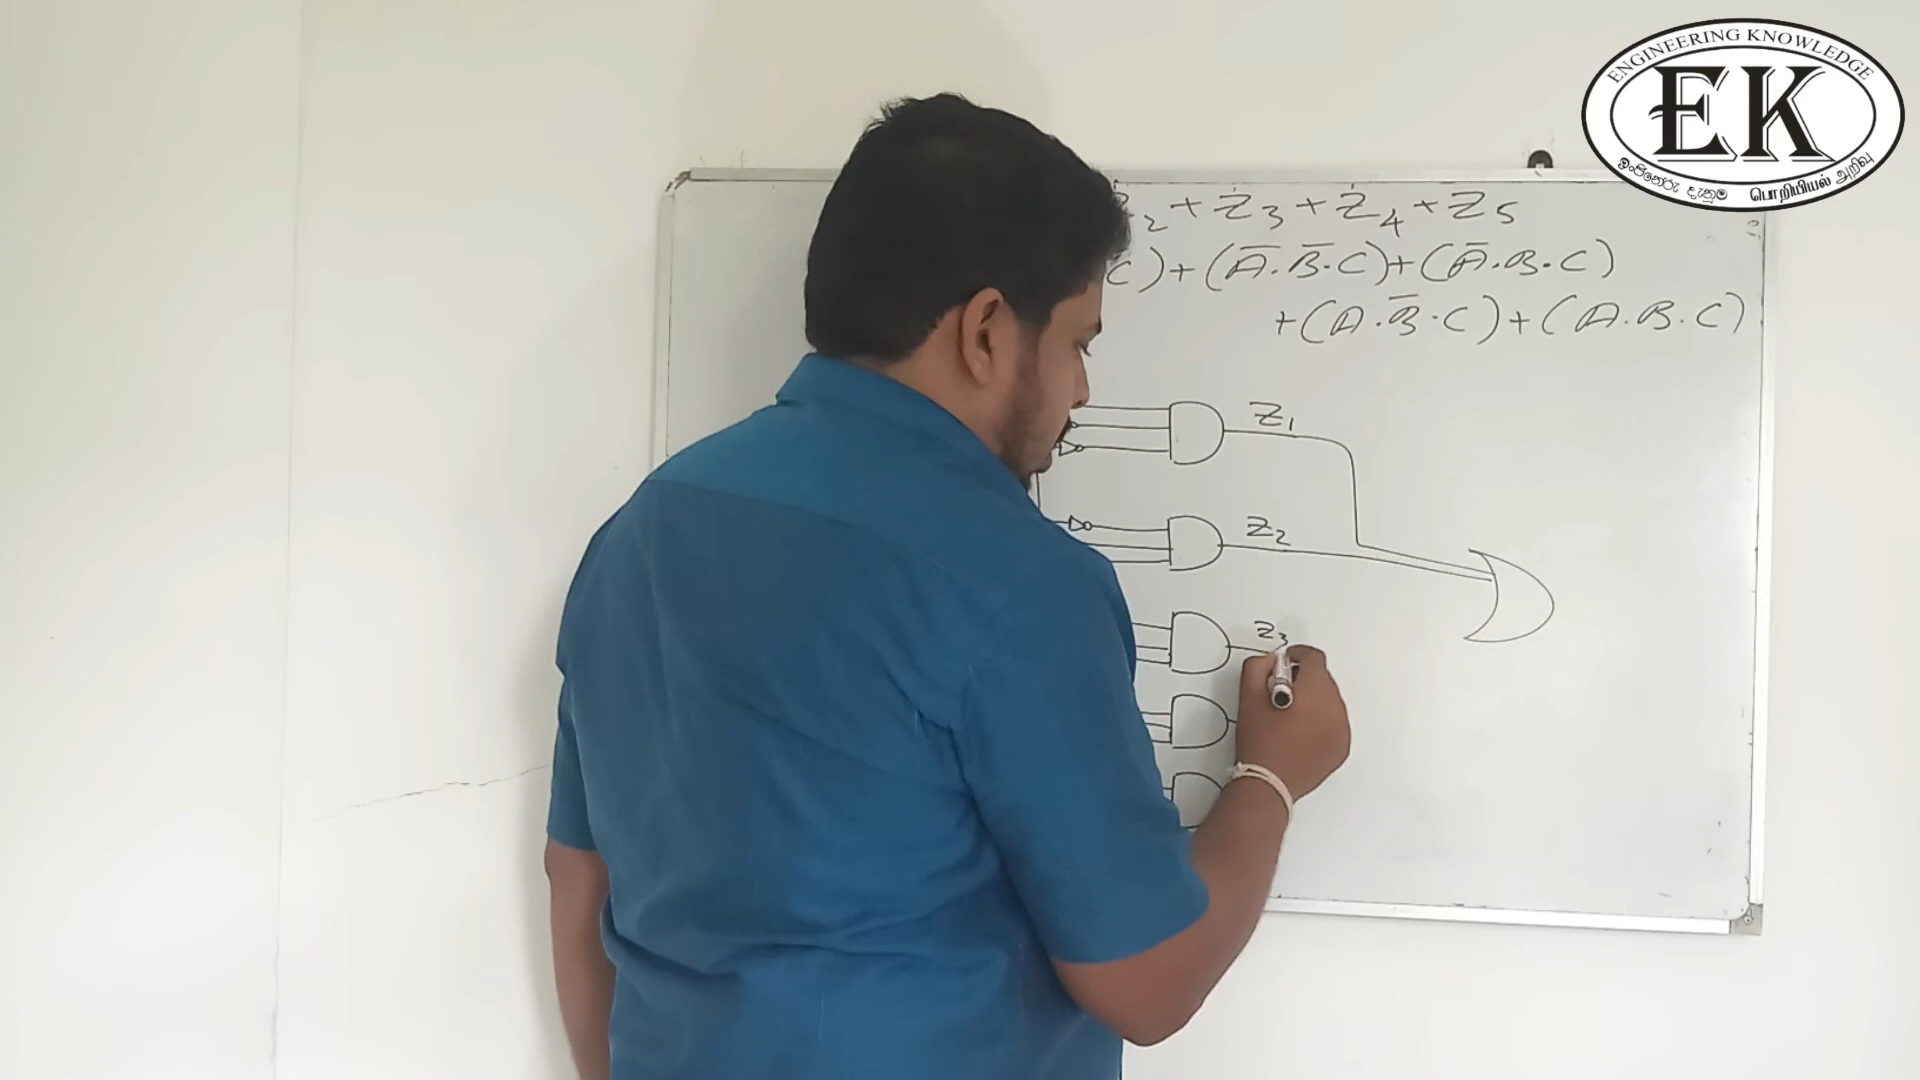 ENGINEERING KNOWLEDGE
EK
ඉංජිනේරු දැනුම பொறியியல் அறிவு
2 + Z3 + Z4 + Z5
C) + (A̅.B̅.C) + (A̅.B.C)
+ (A.B̅.C) + (A.B.C)
Z1
Z2
Z3